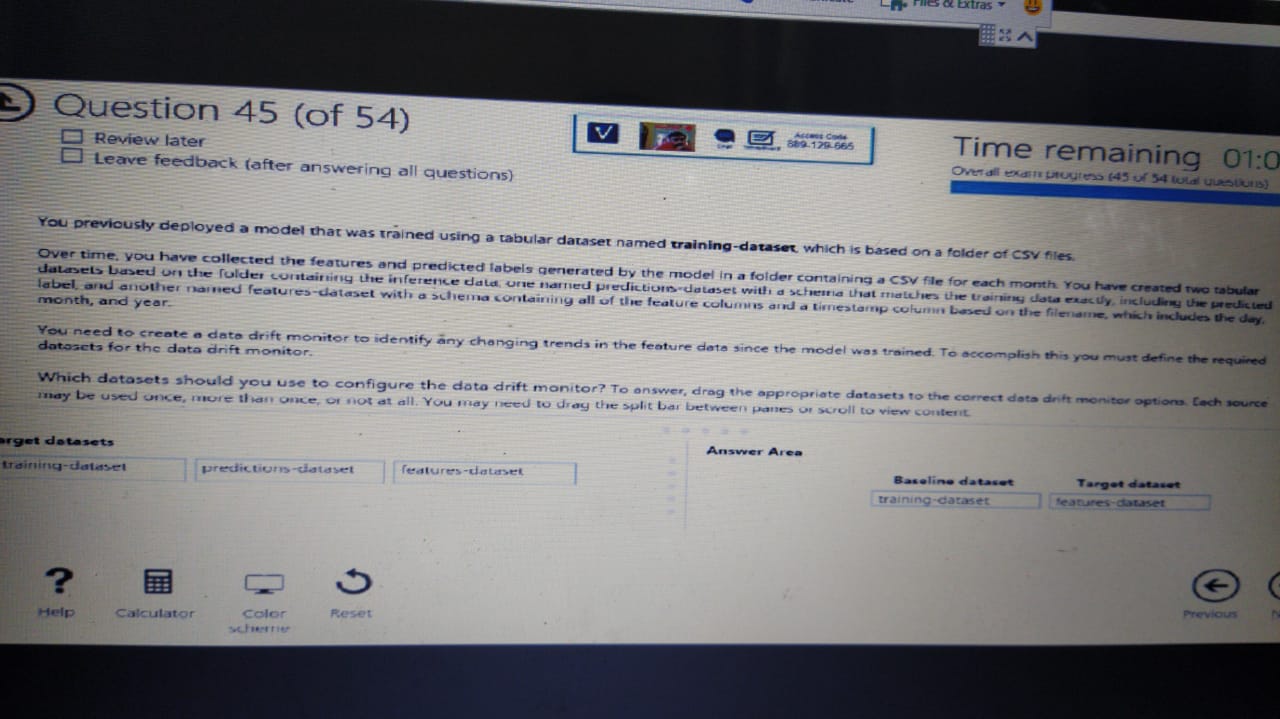 Files & Extras
Question 45 (of 54)
Review later
Leave feedback (after answering all questions)
Access Code
889-129-665
Time remaining 01:0
Overall exam progress (45 of 54 total questions)
You previously deployed a model that was trained using a tabular dataset named training-dataset, which is based on a folder of CSV files.
Over time, you have collected the features and predicted labels generated by the model in a folder containing a CSV file for each month. You have created two tabular
datasets based on the folder containing the inference data, one named predictions-dataset with a schema that matches the training data exactly, including the predicted
label, and another named features-dataset with a schema containing all of the feature columns and a timestamp column based on the filename, which includes the day,
month, and year.
You need to create a data drift monitor to identify any changing trends in the feature data since the model was trained. To accomplish this you must define the required
datasets for the data drift monitor.
Which datasets should you use to configure the data drift monitor? To answer, drag the appropriate datasets to the correct data drift monitor options. Each source
may be used once, more than once, or not at all. You may need to drag the split bar between panes or scroll to view content.
arget datasets
Answer Area
training-dataset
predictions-dataset
features-dataset
Baseline dataset
Target dataset
training-dataset
features-dataset
Help
Calculator
Color
scheme
Reset
Previous